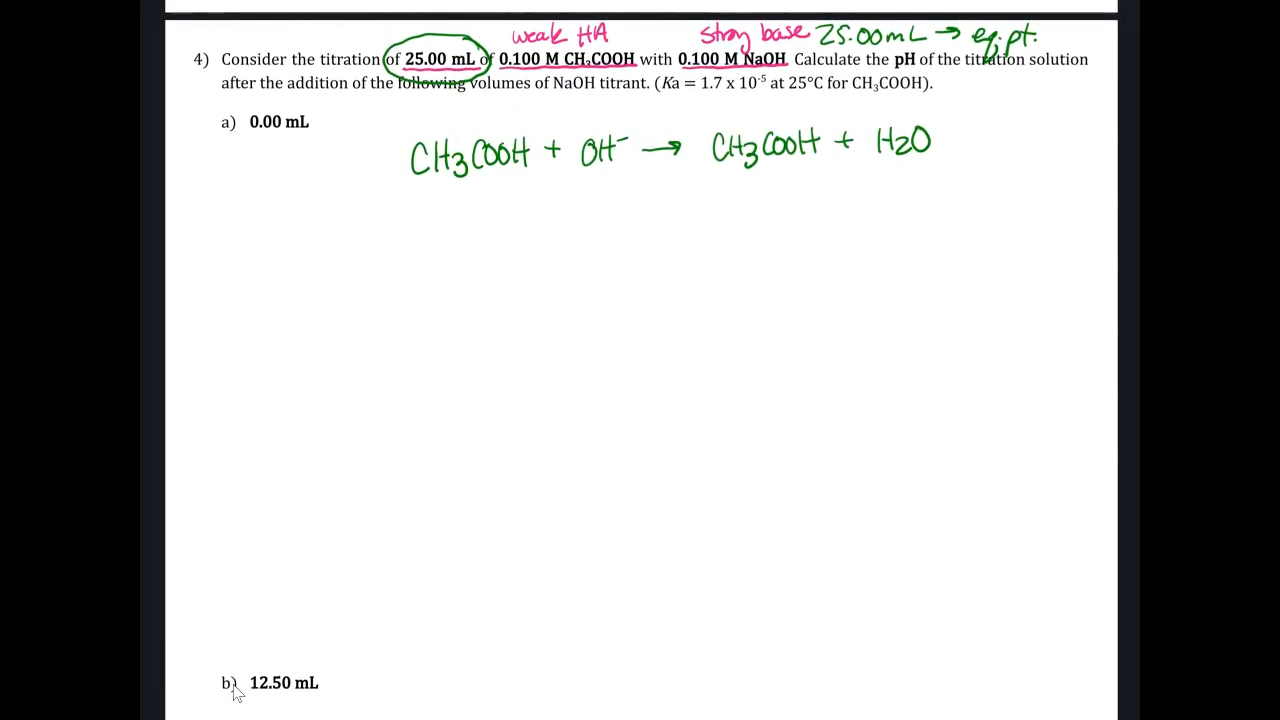 weak HA strong base 25.00mL → eq.pt.
4) Consider the titration of 25.00 mL of 0.100 M CH₃COOH with 0.100 M NaOH. Calculate the pH of the titration solution
after the addition of the following volumes of NaOH titrant. (Ka = 1.7 x 10⁻⁵ at 25°C for CH₃COOH).
a) 0.00 mL
CH3COOH + OH⁻ → CH3COOH + H2O
b) 12.50 mL